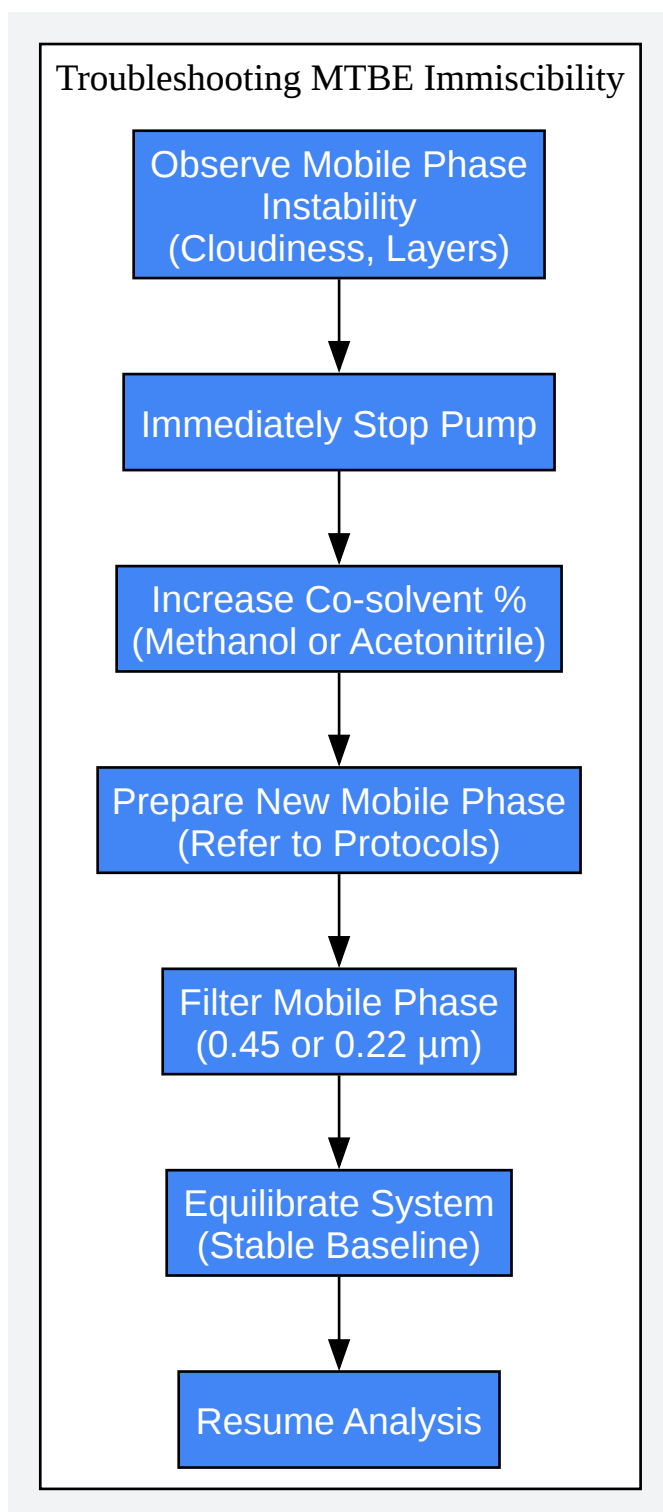 Troubleshooting MTBE Immiscibility
Observe Mobile Phase
Instability
(Cloudiness, Layers)
Immediately Stop Pump
Increase Co-solvent %
(Methanol or Acetonitrile)
Prepare New Mobile Phase
(Refer to Protocols)
Filter Mobile Phase
(0.45 or 0.22 µm)
Equilibrate System
(Stable Baseline)
Resume Analysis